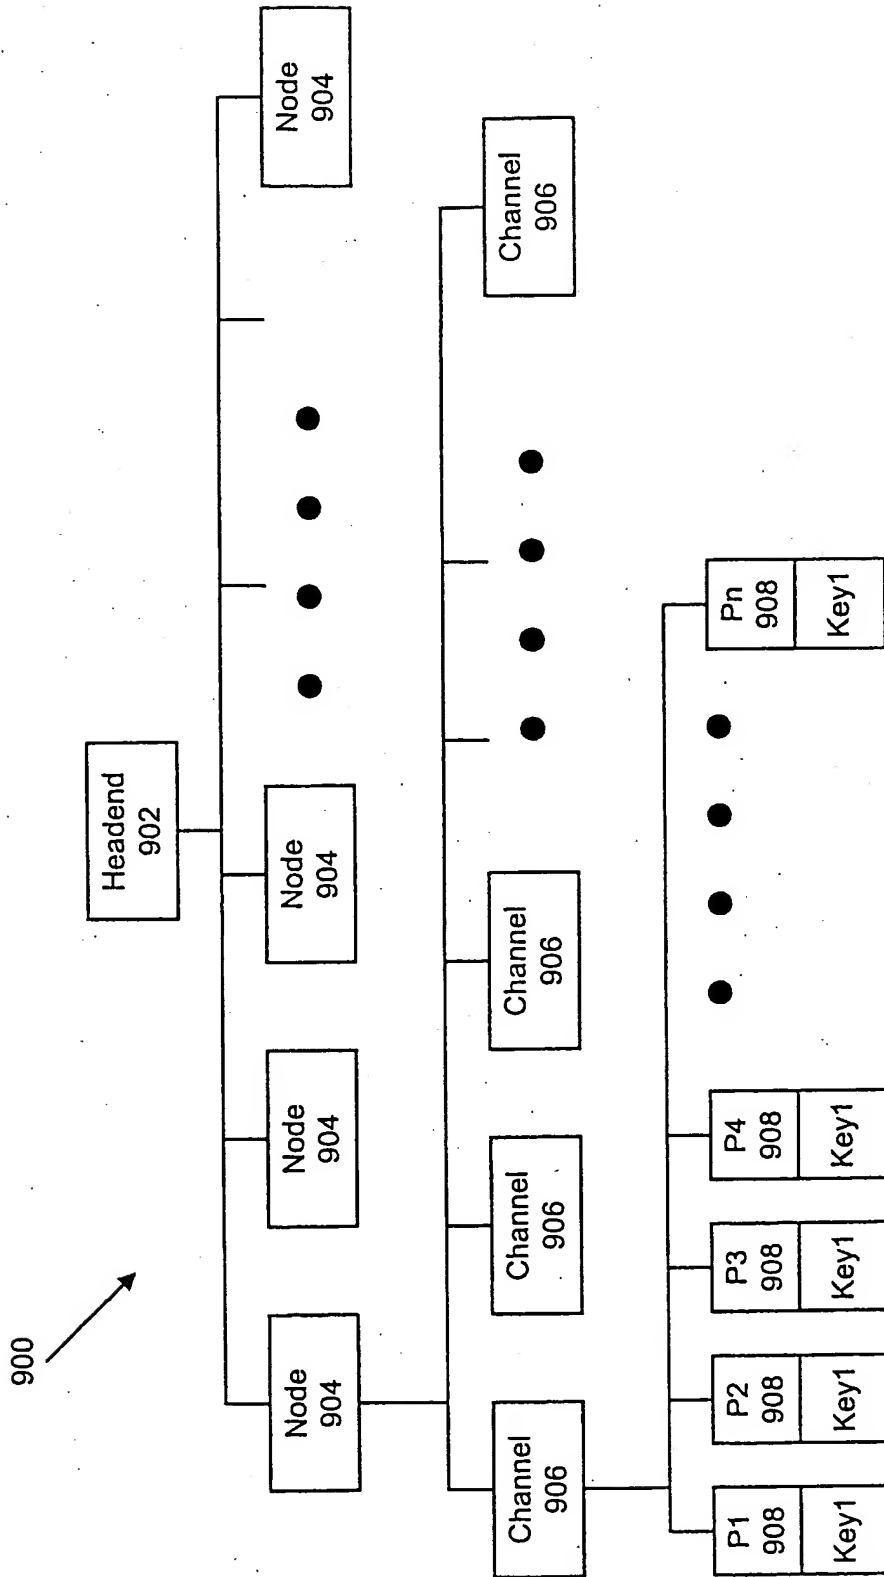 900
Headend
902
Node
904
Node
904
Node
904
Node
904
Channel
906
Channel
906
Channel
906
Channel
906
P1
908
Key1
P2
908
Key1
P3
908
Key1
P4
908
Key1
Pn
908
Key1